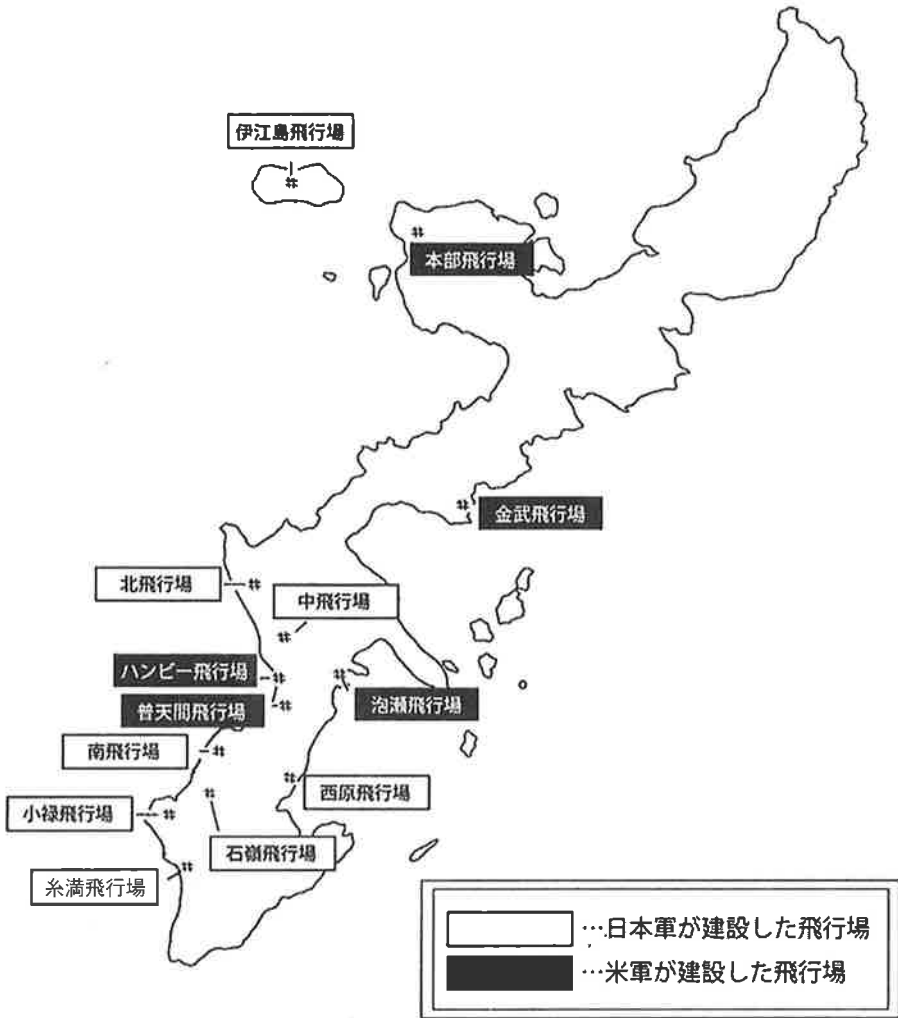 伊江島飛行場
本部飛行場
金武飛行場
北飛行場
中飛行場
ハンビー飛行場
普天間飛行場
泡瀬飛行場
南飛行場
西原飛行場
小禄飛行場
石嶺飛行場
糸満飛行場
…日本軍が建設した飛行場
…米軍が建設した飛行場